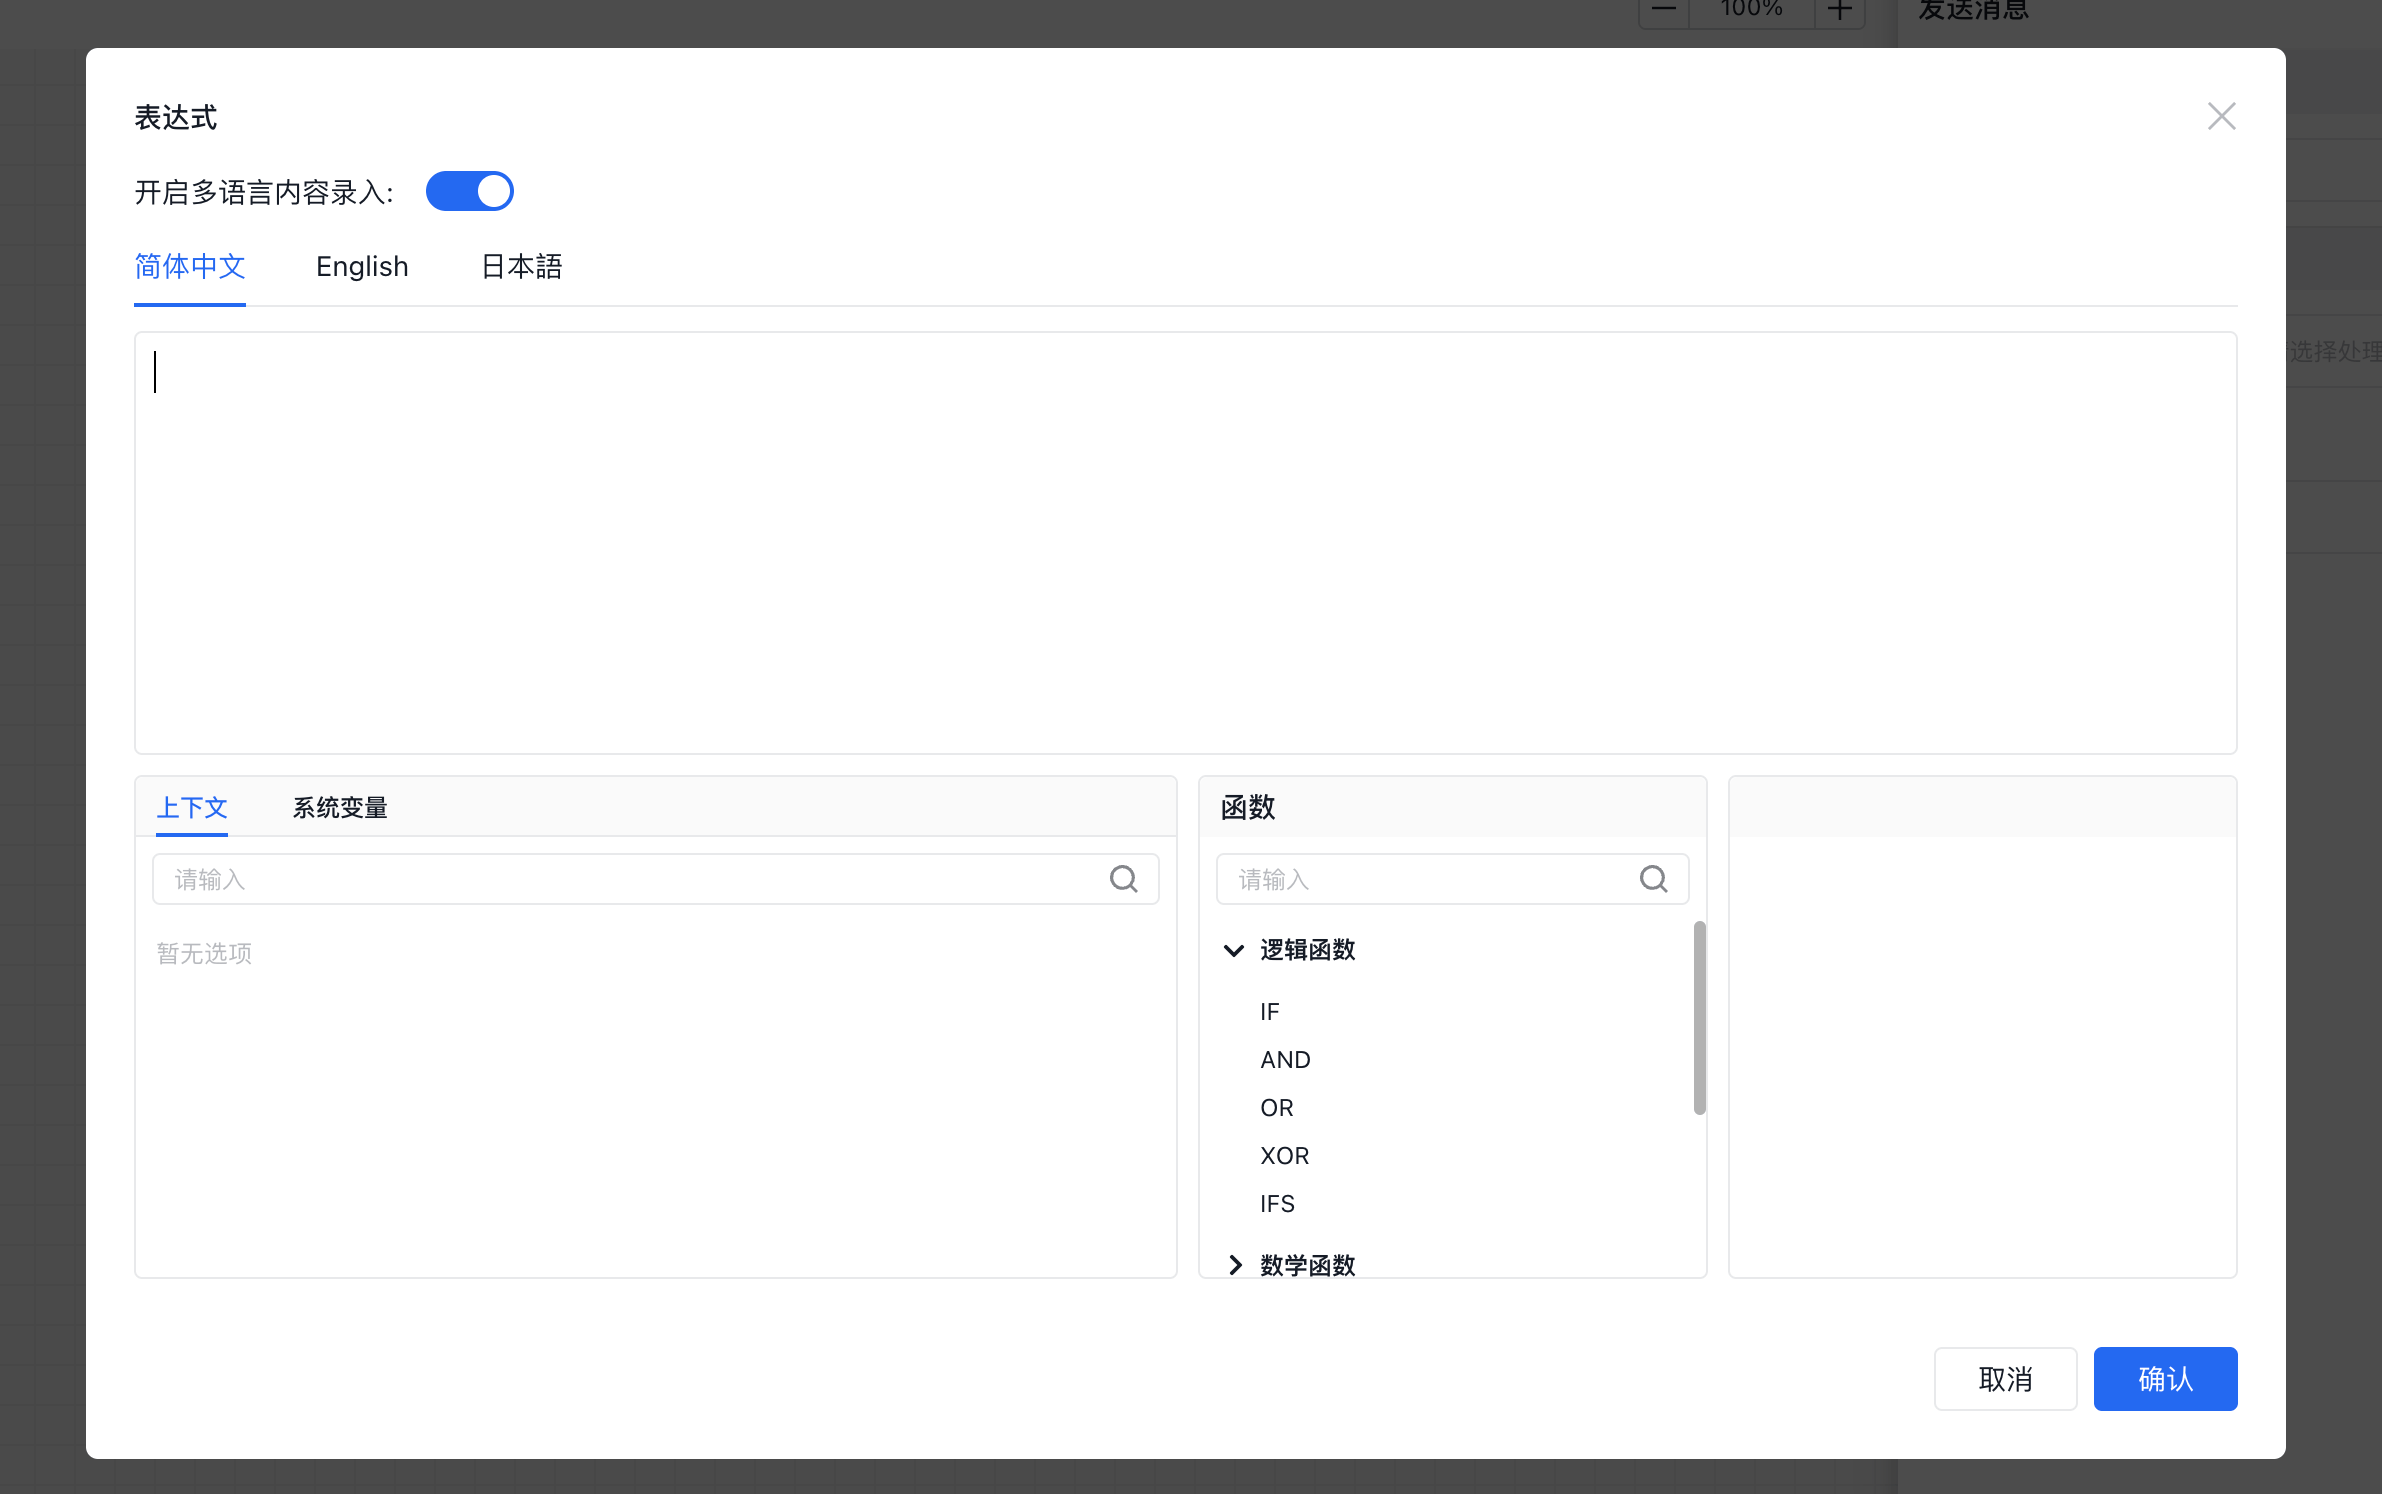 100%
发送消息
表达式
开启多语言内容录入:
简体中文 English 日本語
选择处理
上下文 系统变量
请输入
暂无选项
函数
请输入
逻辑函数
IF
AND
OR
XOR
IFS
数学函数
取消 确认